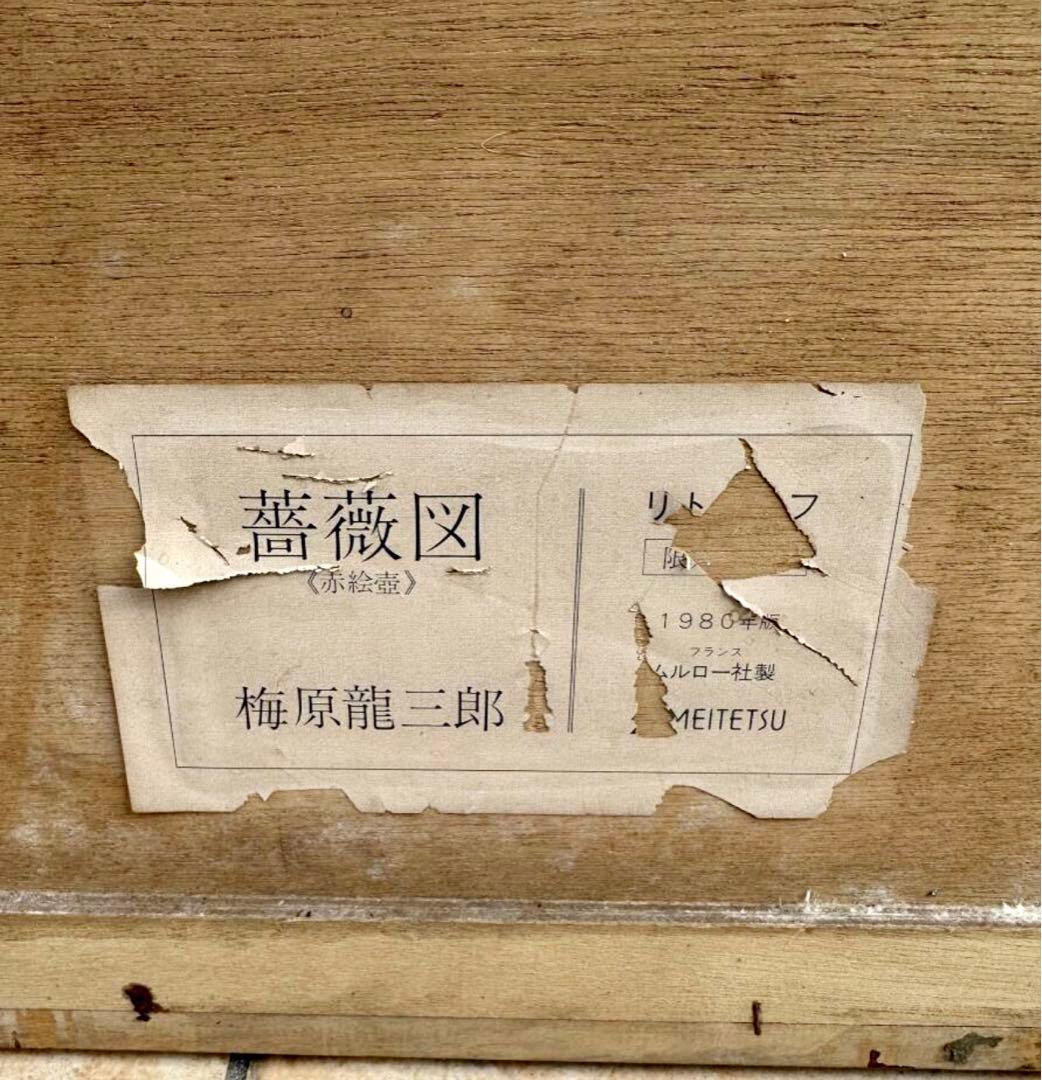 薔薇図
《赤絵壺》
梅原龍三郎
リト フ
限
1980年版
フランス
ムルロー社製
MEITETSU